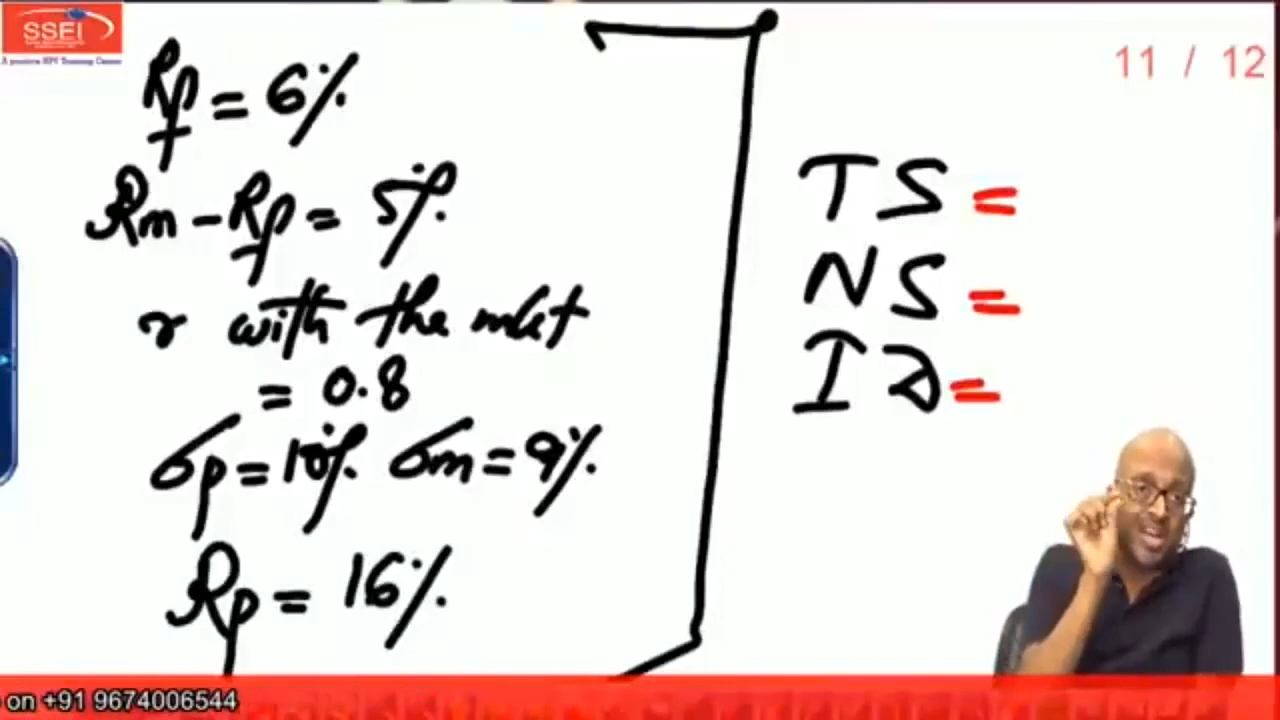 SSEI
11 / 12
Rf = 6%
Rm - Rf = 5%
r with the mkt
= 0.8
σp = 10% σm = 9%
Rp = 16%
TS =
NS =
ID =
on +91 9674006544